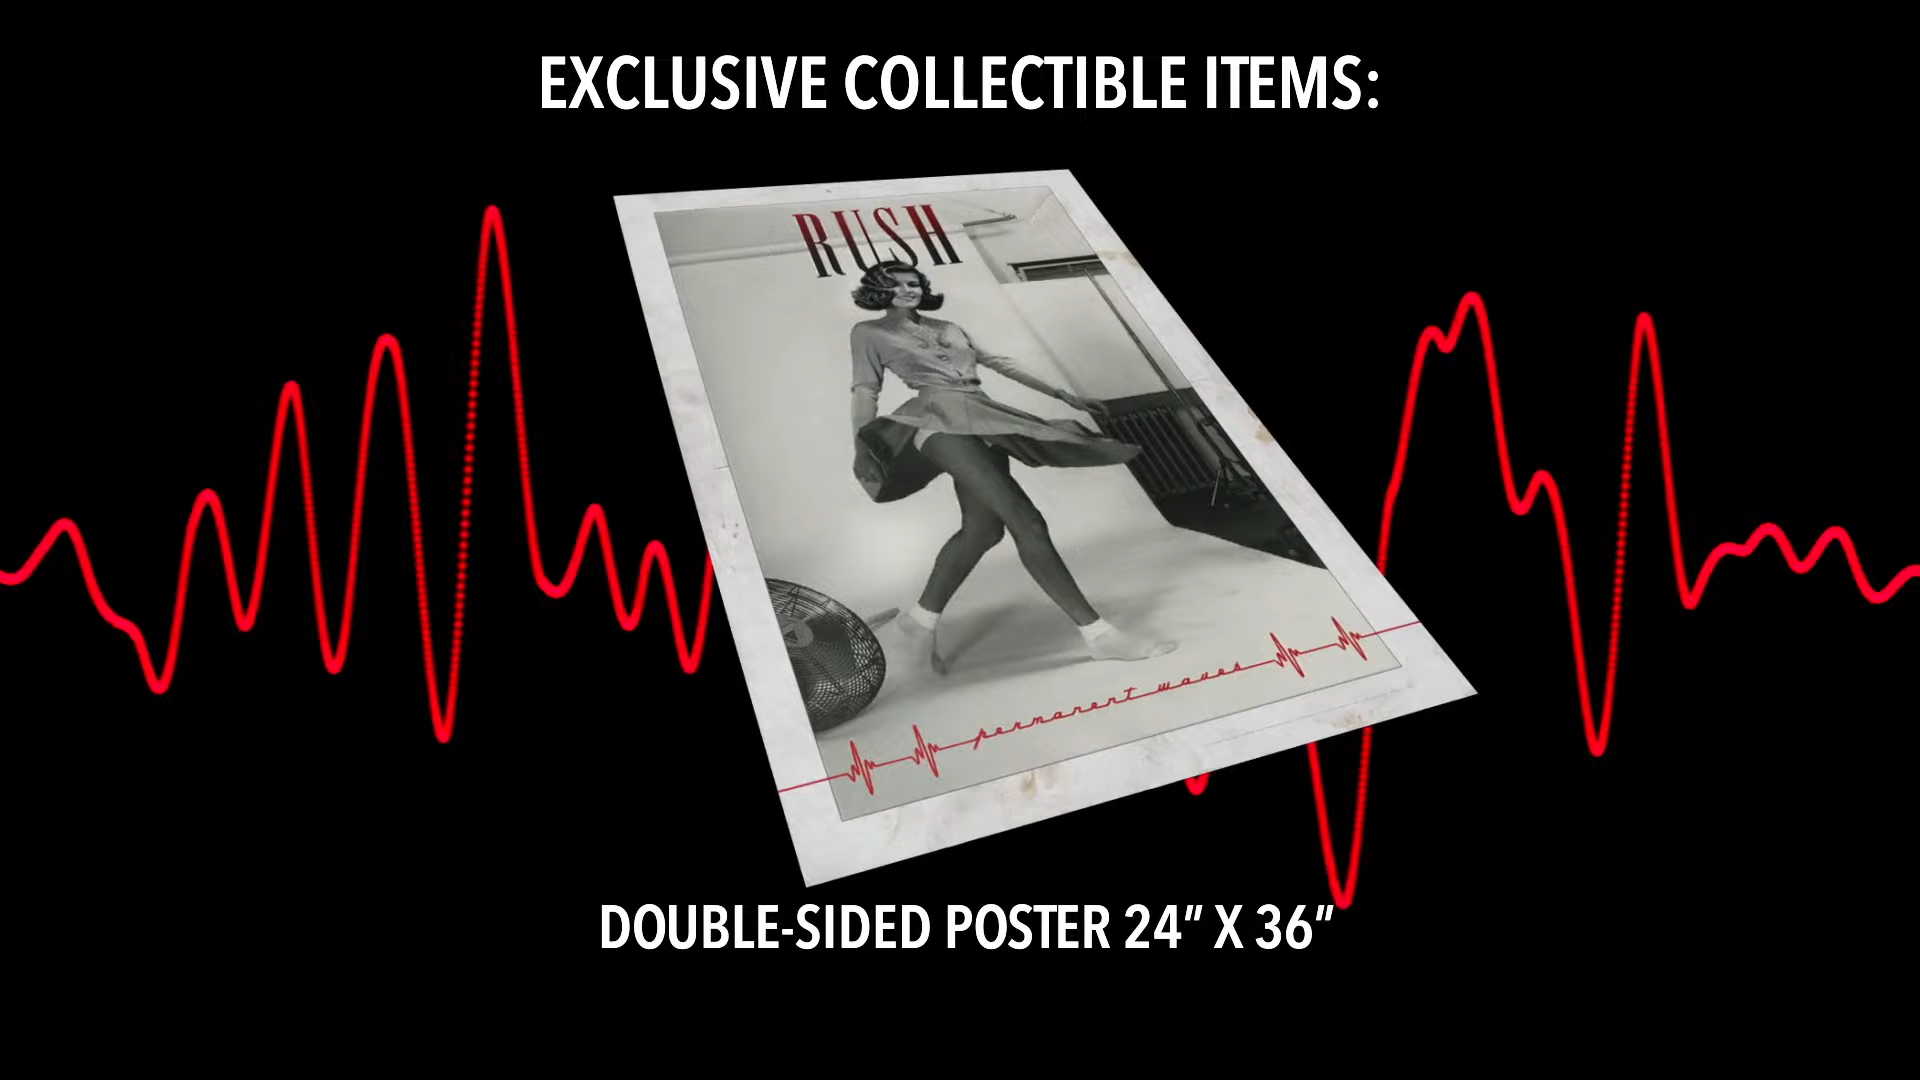 EXCLUSIVE COLLECTIBLE ITEMS:
RUSH
permanent waves
DOUBLE-SIDED POSTER 24” X 36”